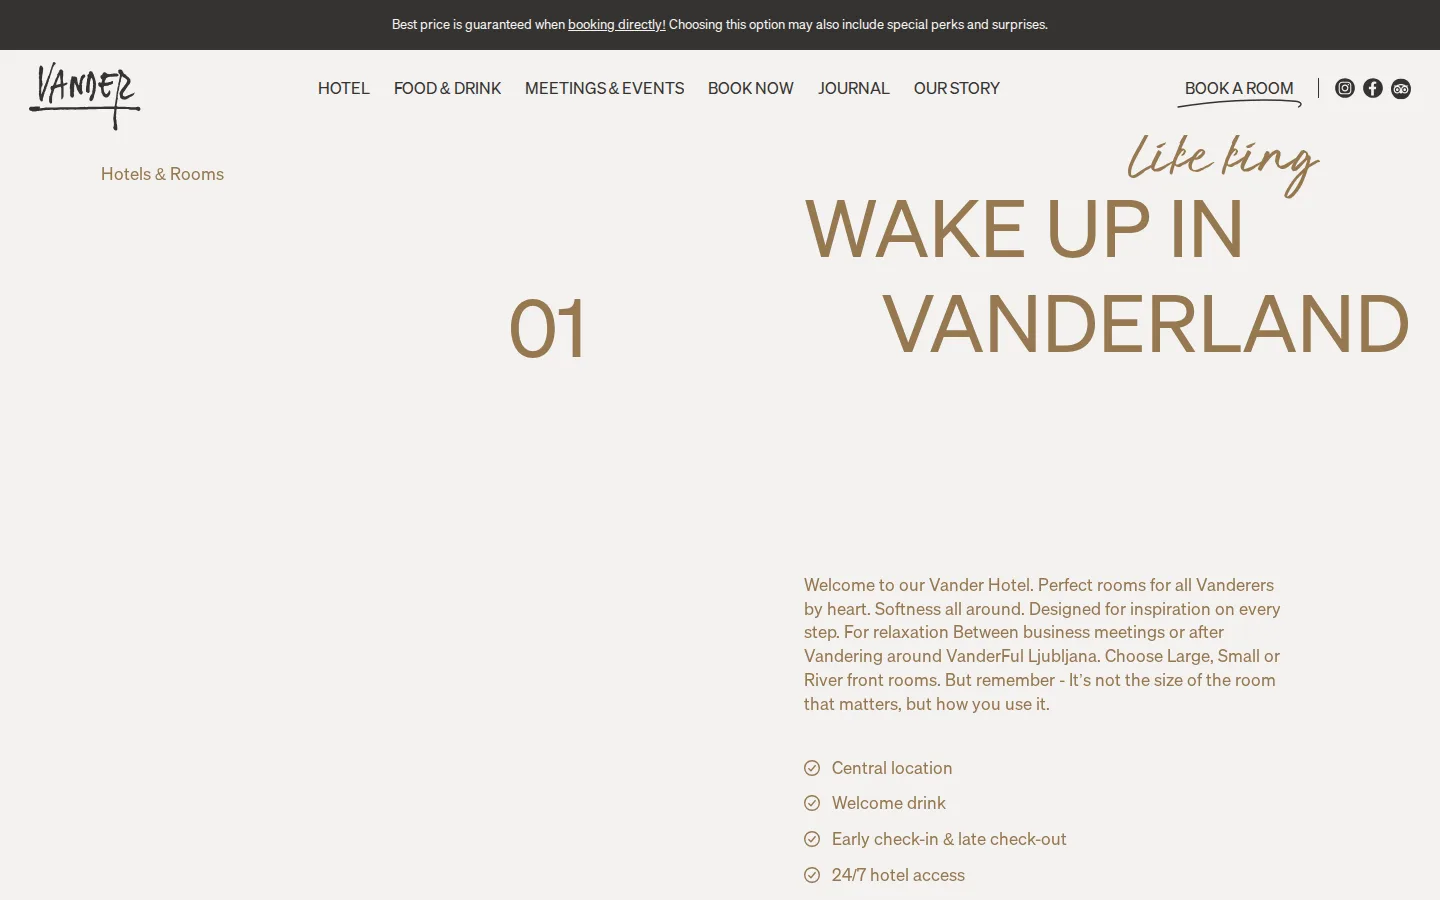 Best price is guaranteed when booking directly! Choosing this option may also include special perks and surprises.
VANDER
HOTEL
FOOD & DRINK
MEETINGS & EVENTS
BOOK NOW
JOURNAL
OUR STORY
BOOK A ROOM
Hotels & Rooms
like king
WAKE UP IN
VANDERLAND
01
Welcome to our Vander Hotel. Perfect rooms for all Vanderers
by heart. Softness all around. Designed for inspiration on every
step. For relaxation Between business meetings or after
Vandering around VanderFul Ljubljana. Choose Large, Small or
River front rooms. But remember - It’s not the size of the room
that matters, but how you use it.
Central location
Welcome drink
Early check-in & late check-out
24/7 hotel access